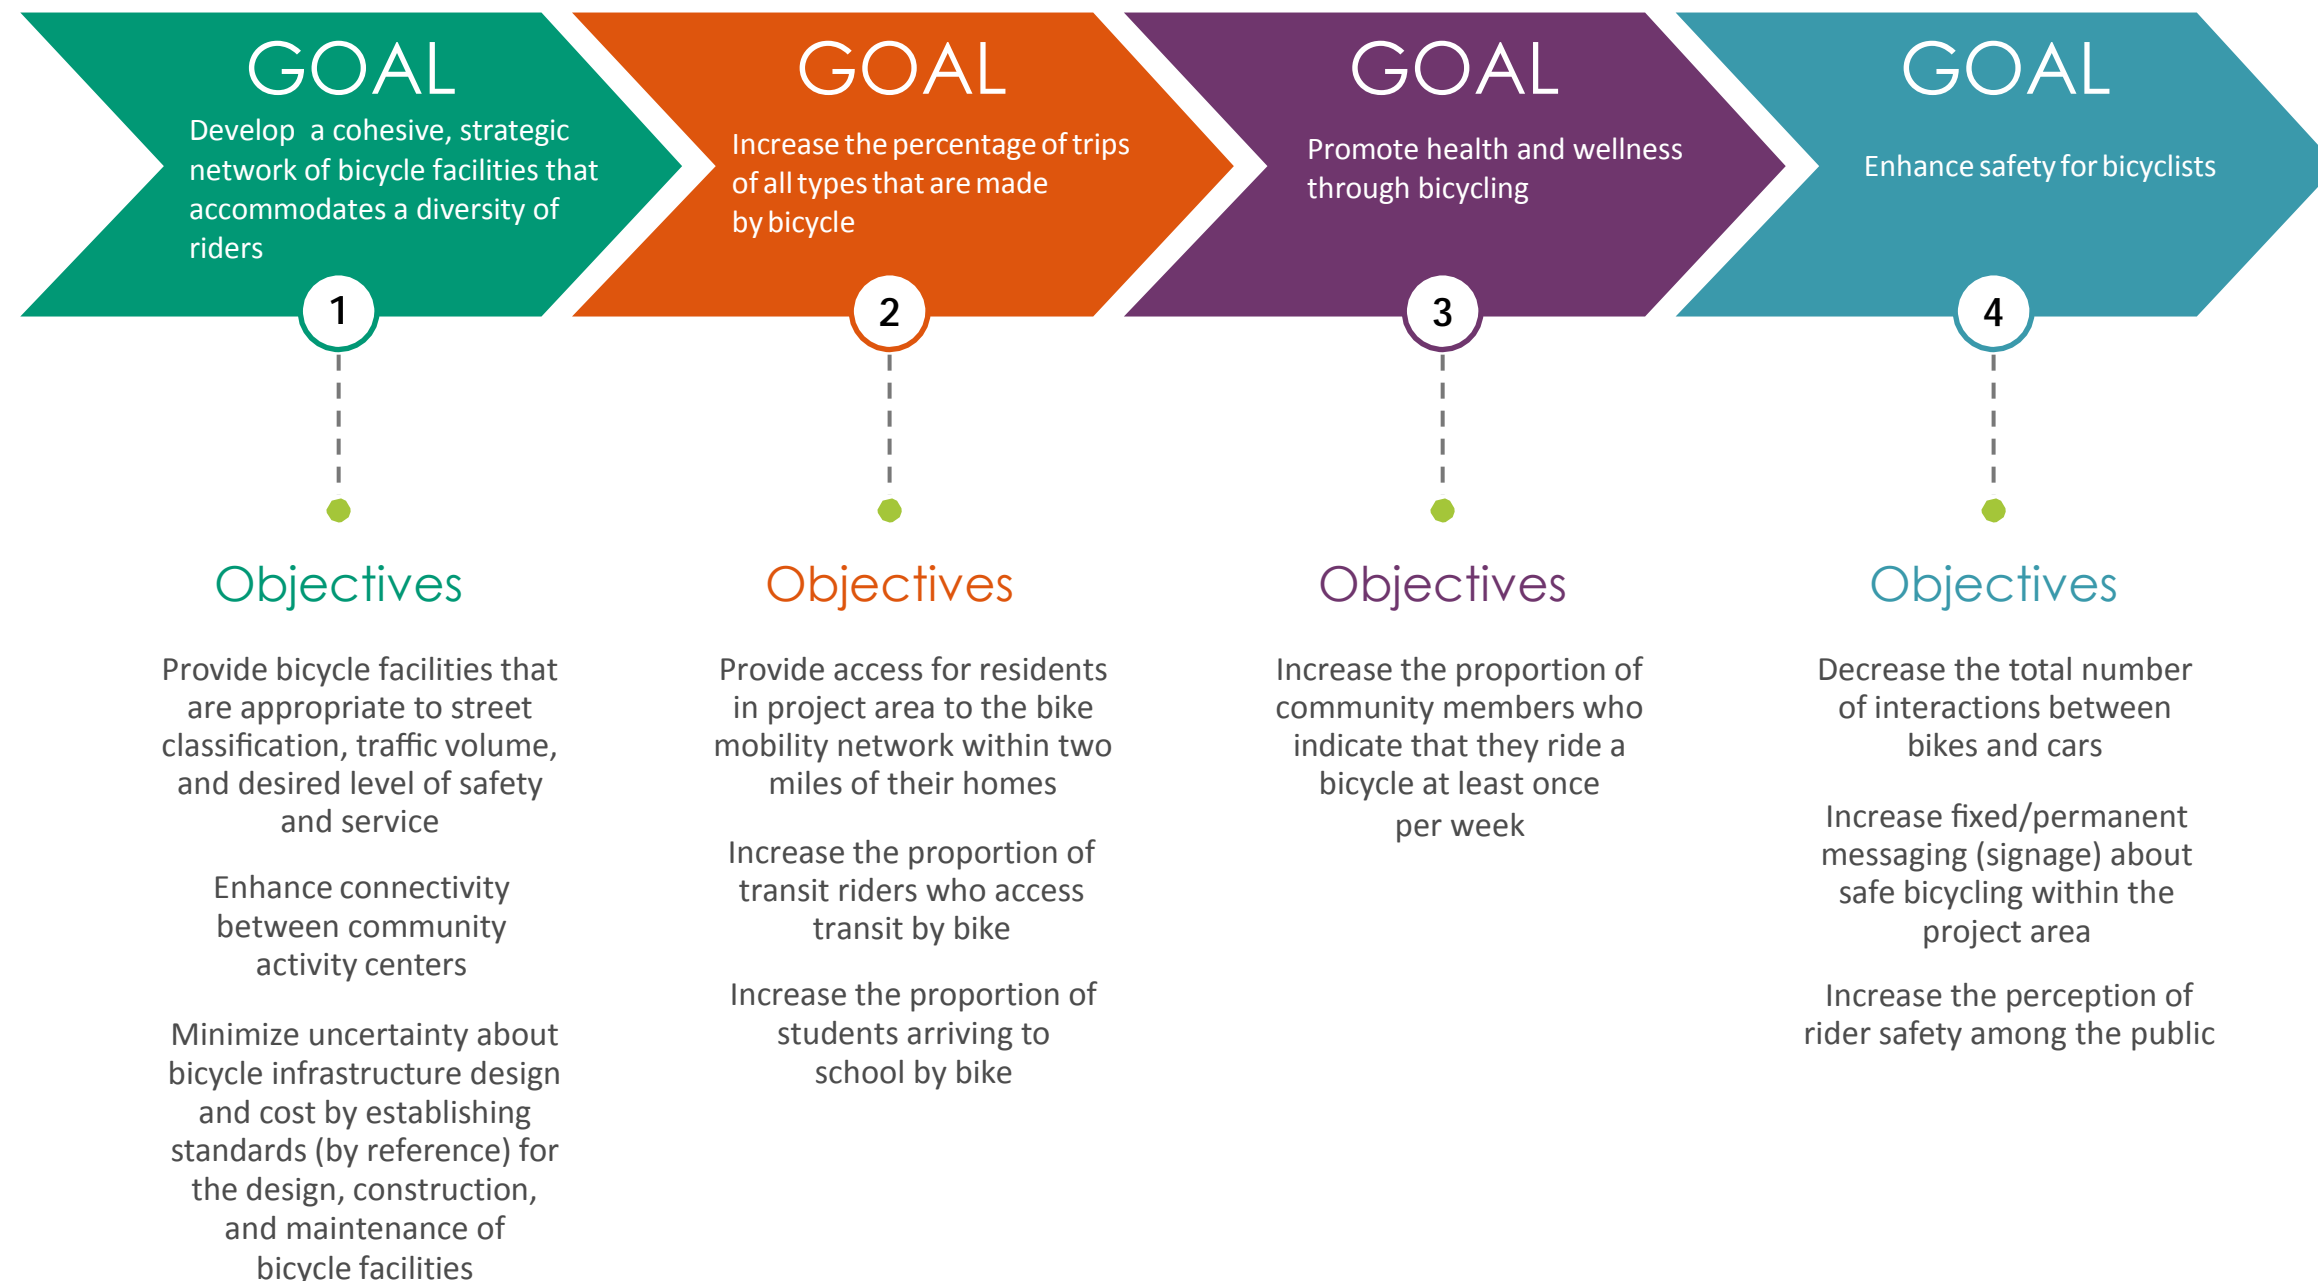 GOAL
Develop a cohesive, strategic
network of bicycle facilities that
accommodates a diversity of
riders
1
Objectives
Provide bicycle facilities that
are appropriate to street
classification, traffic volume,
and desired level of safety
and service
Enhance connectivity
between community
activity centers
Minimize uncertainty about
bicycle infrastructure design
and cost by establishing
standards (by reference) for
the design, construction,
and maintenance of
bicycle facilities
GOAL
Increase the percentage of trips
of all types that are made
by bicycle
2
Objectives
Provide access for residents
in project area to the bike
mobility network within two
miles of their homes
Increase the proportion of
transit riders who access
transit by bike
Increase the proportion of
students arriving to
school by bike
GOAL
Promote health and wellness
through bicycling
3
Objectives
Increase the proportion of
community members who
indicate that they ride a
bicycle at least once
per week
GOAL
Enhance safety for bicyclists
4
Objectives
Decrease the total number
of interactions between
bikes and cars
Increase fixed/permanent
messaging (signage) about
safe bicycling within the
project area
Increase the perception of
rider safety among the public